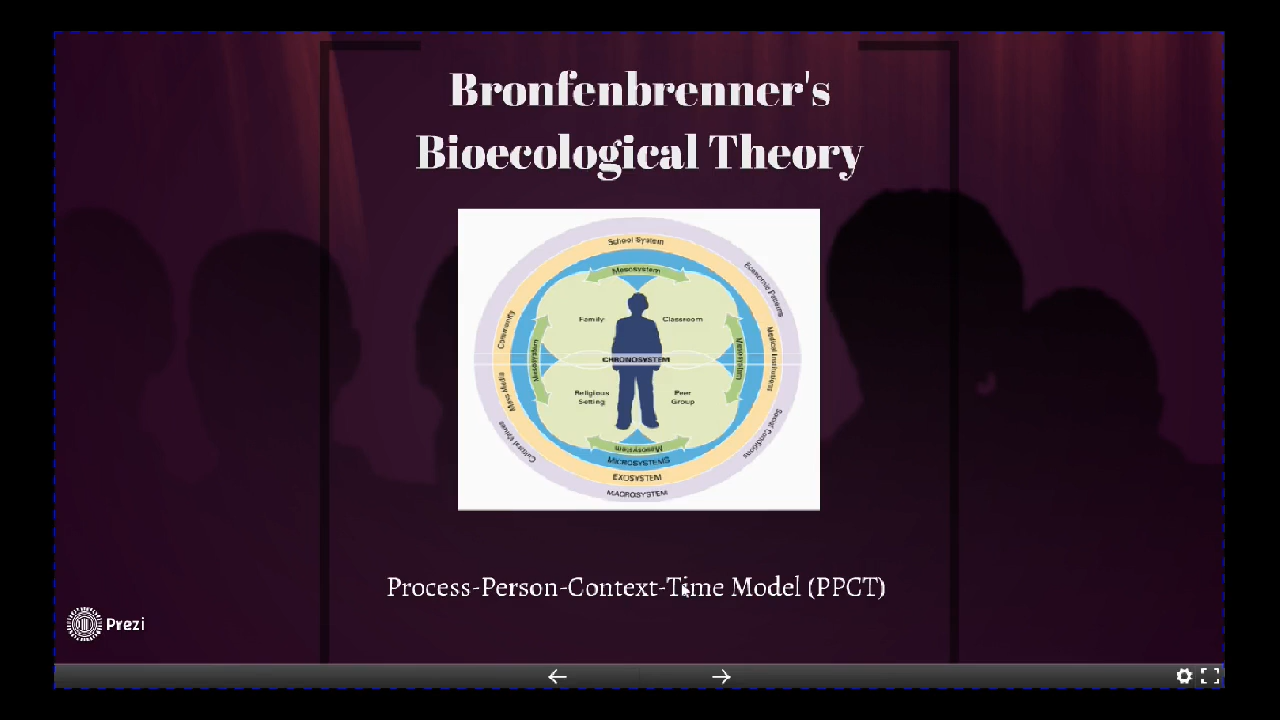 Bronfenbrenner's
Bioecological Theory
School System
Mesosystem
Economic Patterns
Family
Classroom
Community
Mesosystem
Mesosystem
Medical Institutions
CHRONOSYSTEM
Mass Media
Religious
Setting
Peer
Group
Cultural Values
Social Conditions
Mesosystem
MICROSYSTEMS
EXOSYSTEM
MACROSYSTEM
Process-Person-Context-Time Model (PPCT)
Prezi